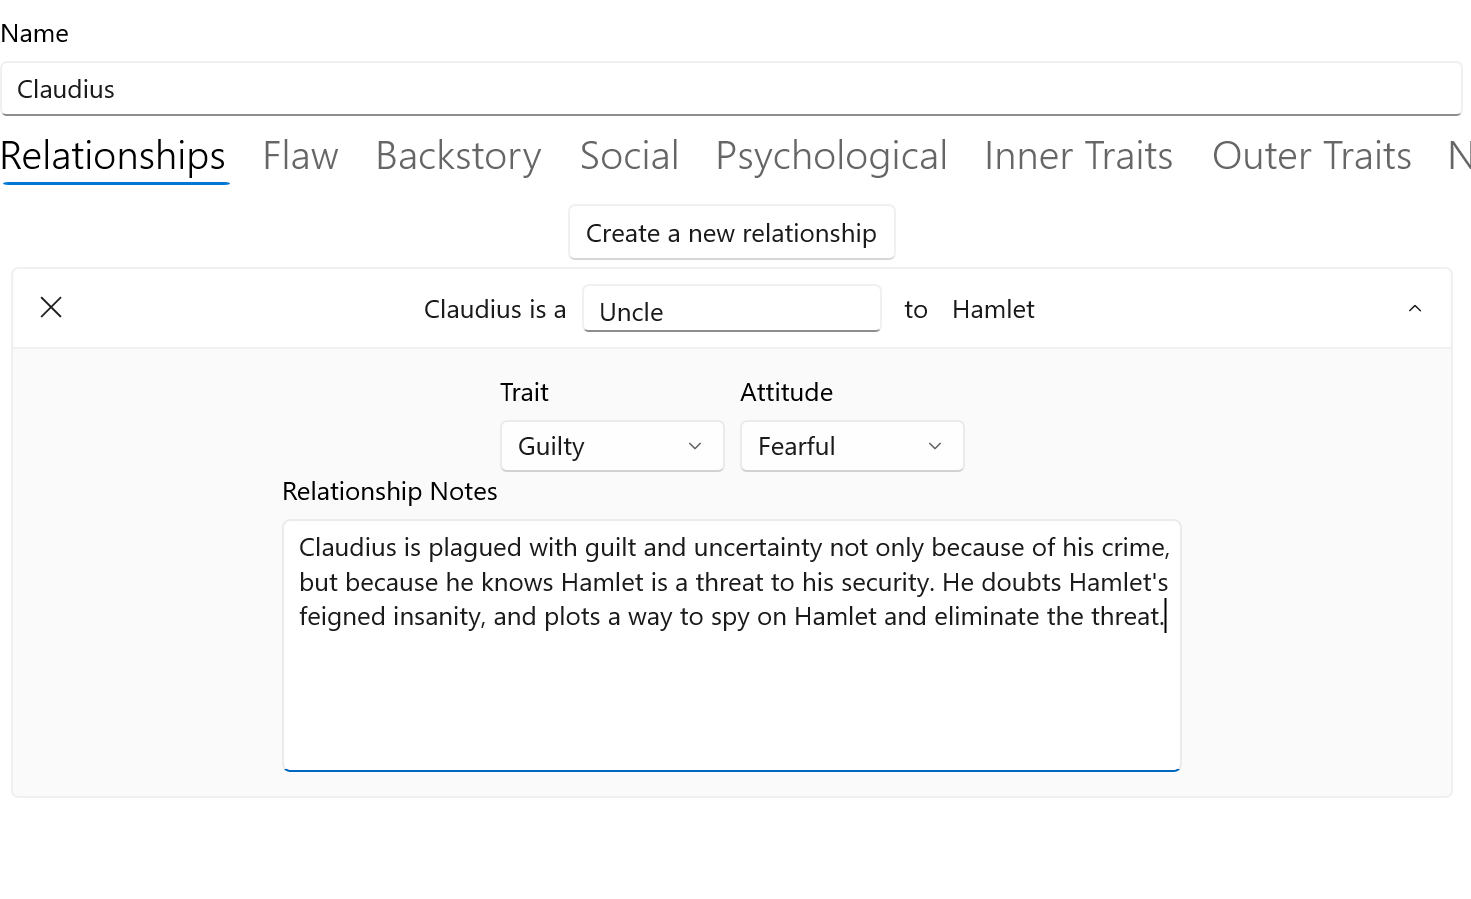 Name
Claudius
Relationships Flaw Backstory Social Psychological Inner Traits Outer Traits N
Create a new relationship
Claudius is a Uncle to Hamlet
Trait Attitude
Guilty Fearful
Relationship Notes
Claudius is plagued with guilt and uncertainty not only because of his crime,
but because he knows Hamlet is a threat to his security. He doubts Hamlet's
feigned insanity, and plots a way to spy on Hamlet and eliminate the threat.